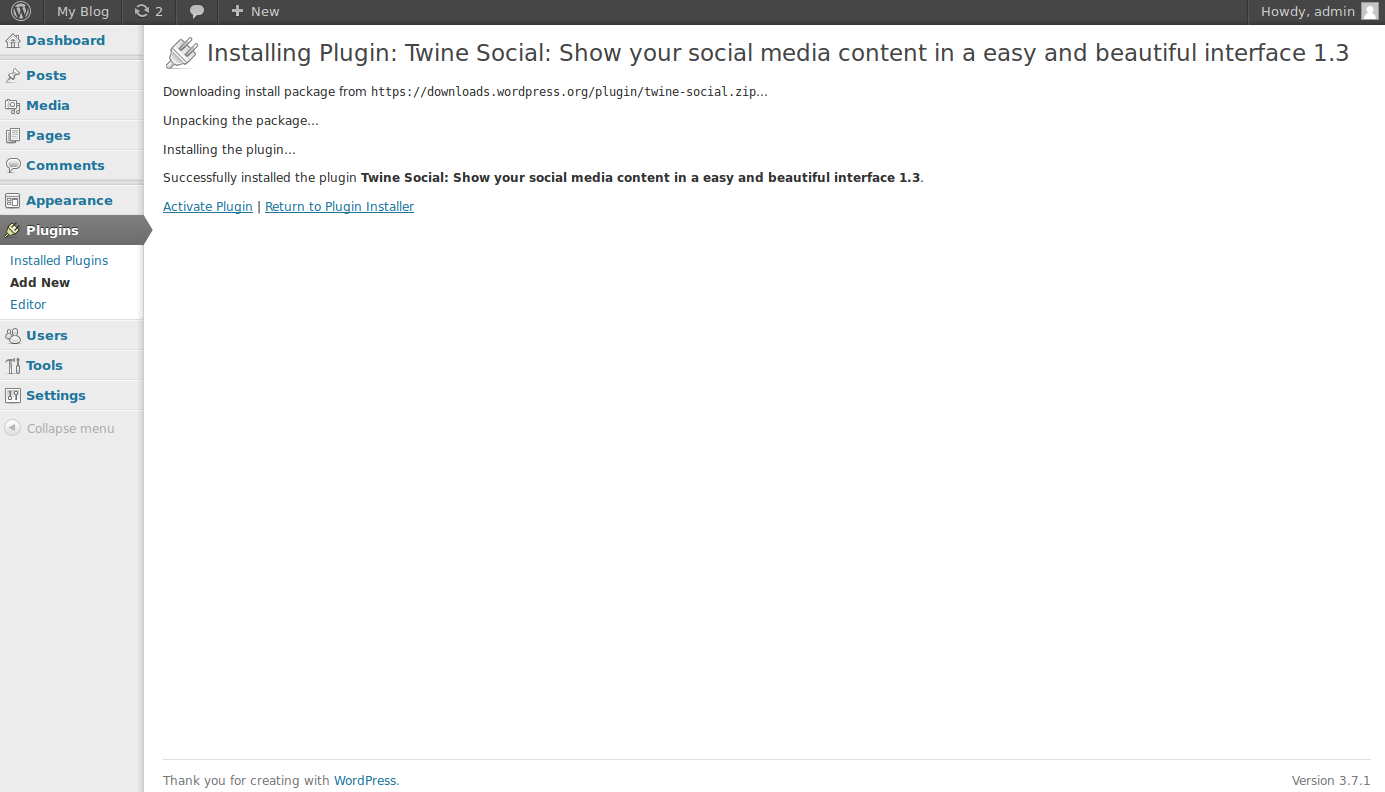 My Blog 2 New Howdy, admin
Dashboard
Posts
Media
Pages
Comments
Appearance
Plugins
Installed Plugins
Add New
Editor
Users
Tools
Settings
Collapse menu
Installing Plugin: Twine Social: Show your social media content in a easy and beautiful interface 1.3
Downloading install package from https://downloads.wordpress.org/plugin/twine-social.zip…
Unpacking the package…
Installing the plugin…
Successfully installed the plugin Twine Social: Show your social media content in a easy and beautiful interface 1.3.
Activate Plugin | Return to Plugin Installer
Thank you for creating with WordPress. Version 3.7.1